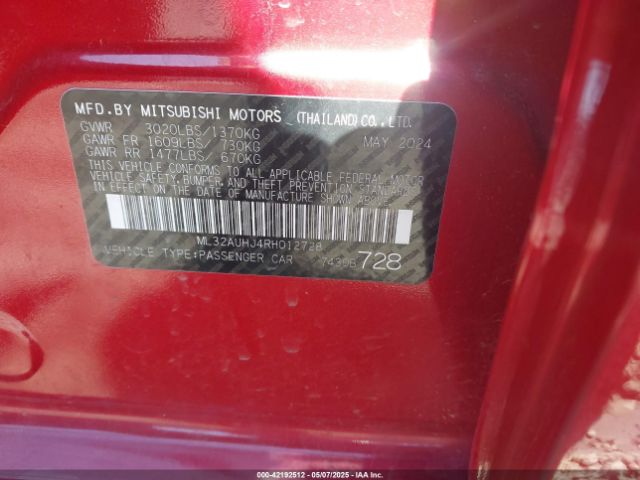 MFD.BY MITSUBISHI MOTORS (THAILAND) CO., LTD.
GVWR 3020LBS/1370KG MAY 2024
GAWR FR 1609LBS/ 730KG
GAWR RR 1477LBS/ 670KG
THIS VEHICLE CONFORMS TO ALL APPLICABLE FEDERAL MOTOR
VEHICLE SAFETY, BUMPER, AND THEFT PREVENTION STANDARDS
IN EFFECT ON THE DATE OF MANUFACTURE SHOWN ABOVE.
ML32AUHJ4RH012728
VEHICLE TYPE:PASSENGER CAR 728
000-42192512 - 05/07/2025 - IAA Inc.